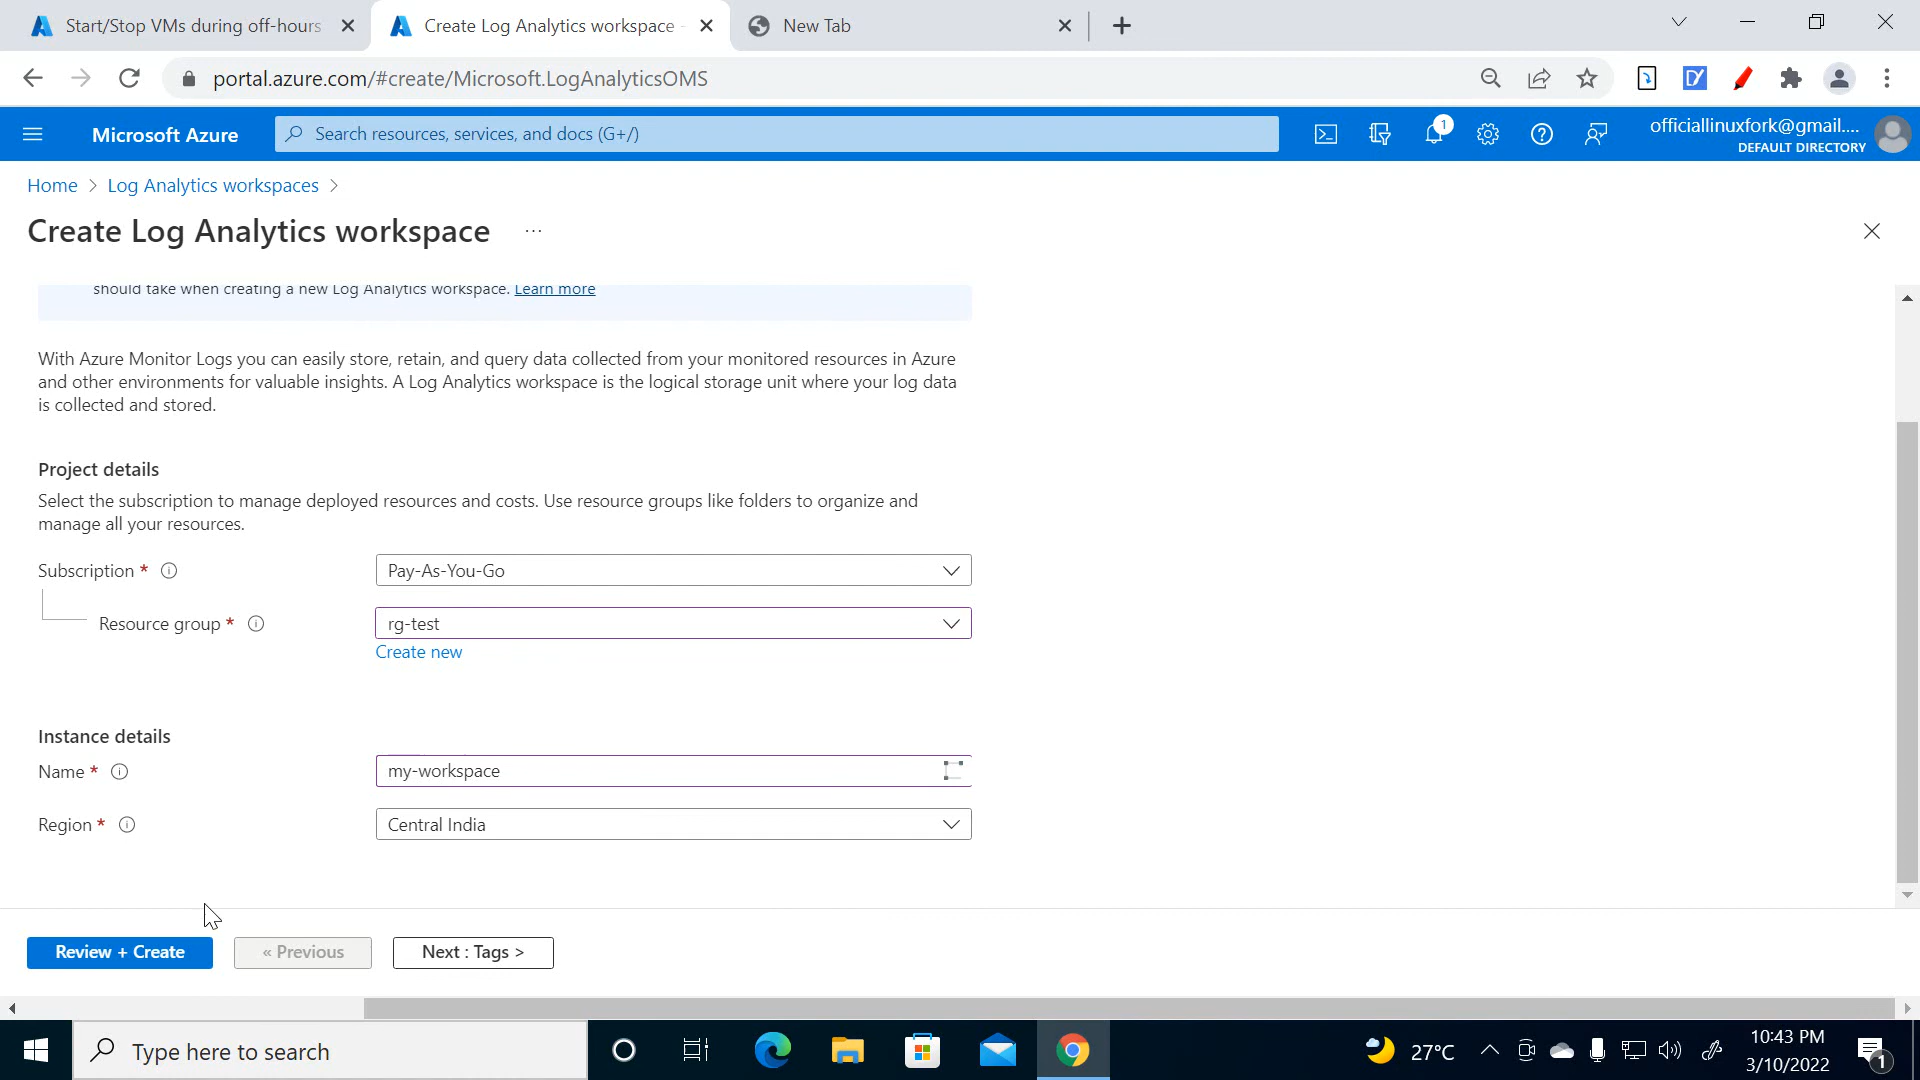 Start/Stop VMs during off-hours
Create Log Analytics workspace -
New Tab
portal.azure.com/#create/Microsoft.LogAnalyticsOMS
Microsoft Azure
Search resources, services, and docs (G+/)
1
officiallinuxfork@gmail....
DEFAULT DIRECTORY
Home > Log Analytics workspaces >
Create Log Analytics workspace ...
should take when creating a new Log Analytics workspace. Learn more
With Azure Monitor Logs you can easily store, retain, and query data collected from your monitored resources in Azure
and other environments for valuable insights. A Log Analytics workspace is the logical storage unit where your log data
is collected and stored.
Project details
Select the subscription to manage deployed resources and costs. Use resource groups like folders to organize and
manage all your resources.
Subscription *
Pay-As-You-Go
Resource group *
rg-test
Create new
Instance details
Name *
my-workspace
Region *
Central India
Review + Create
« Previous
Next : Tags >
Type here to search
27°C
10:43 PM
3/10/2022
1